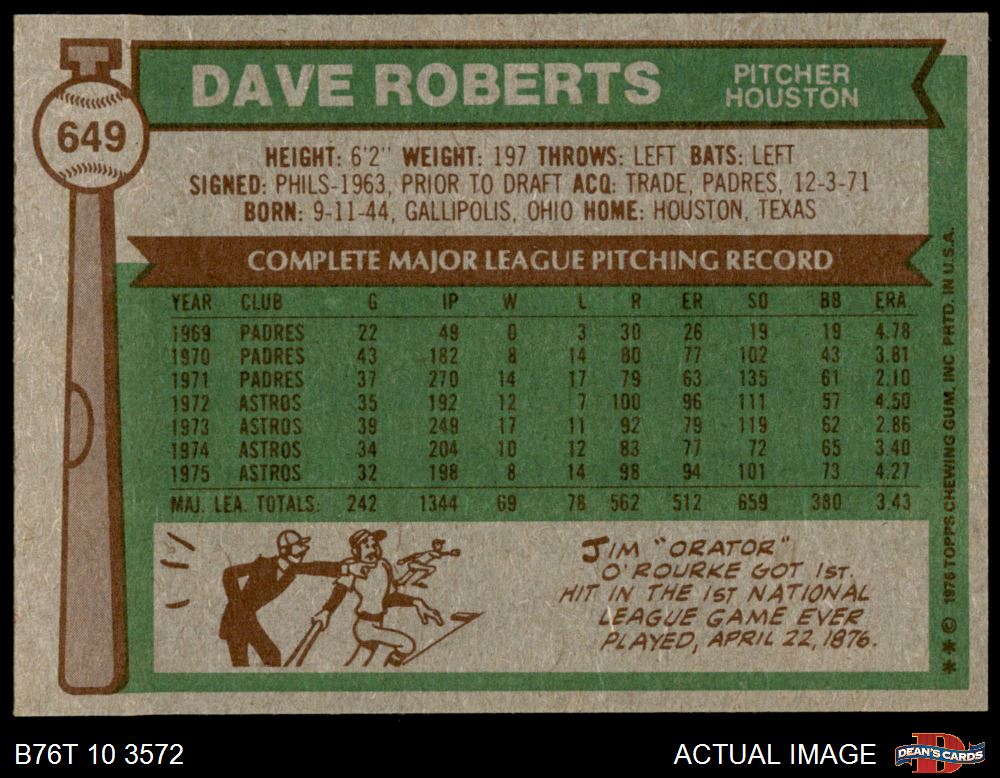 649
DAVE ROBERTS
PITCHER
HOUSTON
HEIGHT: 6'2" WEIGHT: 197 THROWS: LEFT BATS: LEFT
SIGNED: PHILS-1963, PRIOR TO DRAFT ACQ: TRADE, PADRES, 12-3-71
BORN: 9-11-44, GALLIPOLIS, OHIO HOME: HOUSTON, TEXAS
COMPLETE MAJOR LEAGUE PITCHING RECORD
YEAR CLUB G IP W L R ER SO BB ERA
1969 PADRES 22 49 0 3 30 26 19 19 4.78
1970 PADRES 43 182 8 14 80 77 102 43 3.81
1971 PADRES 37 270 14 17 79 63 135 61 2.10
1972 ASTROS 35 192 12 7 100 96 111 57 4.50
1973 ASTROS 39 249 17 11 92 79 119 62 2.86
1974 ASTROS 34 204 10 12 83 77 72 65 3.40
1975 ASTROS 32 198 8 14 98 94 101 73 4.27
MAJ. LEA. TOTALS: 242 1344 69 78 562 512 659 380 3.43
JIM "ORATOR"
O'ROURKE GOT 1ST.
HIT IN THE 1ST NATIONAL
LEAGUE GAME EVER
PLAYED, APRIL 22, 1876.
** © 1976 TOPPS CHEWING GUM, INC. PRTD. IN U.S.A.
B76T 10 3572
ACTUAL IMAGE
DEAN'S CARDS